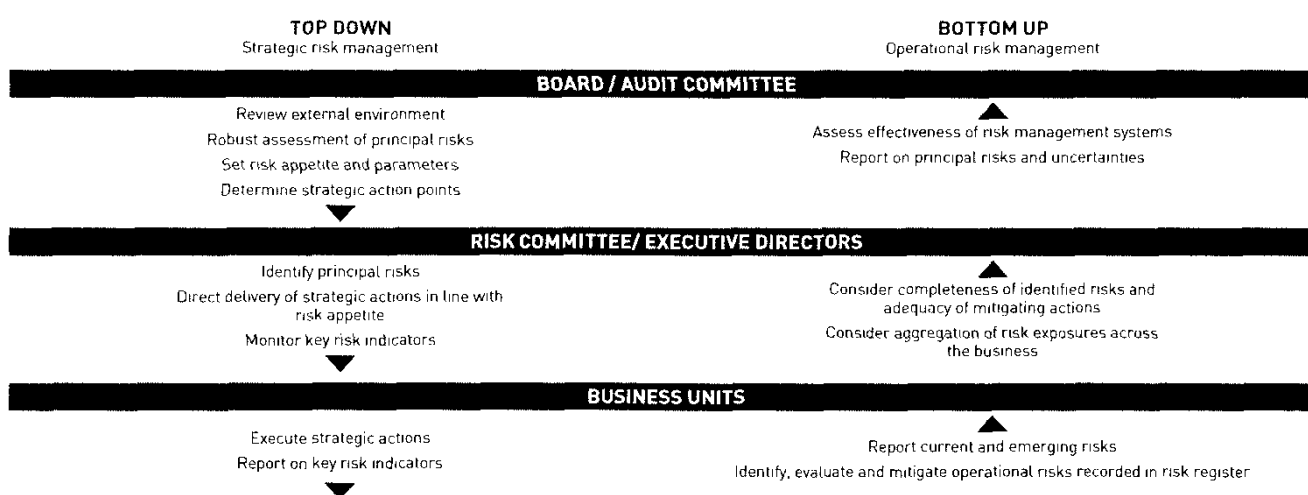 TOP DOWN
Strategic risk management
BOTTOM UP
Operational risk management
BOARD / AUDIT COMMITTEE
Review external environment
Robust assessment of principal risks
Set risk appetite and parameters
Determine strategic action points
Assess effectiveness of risk management systems
Report on principal risks and uncertainties
RISK COMMITTEE/ EXECUTIVE DIRECTORS
Identify principal risks
Direct delivery of strategic actions in line with
risk appetite
Monitor key risk indicators
Consider completeness of identified risks and
adequacy of mitigating actions
Consider aggregation of risk exposures across
the business
BUSINESS UNITS
Execute strategic actions
Report on key risk indicators
Report current and emerging risks
Identify, evaluate and mitigate operational risks recorded in risk register